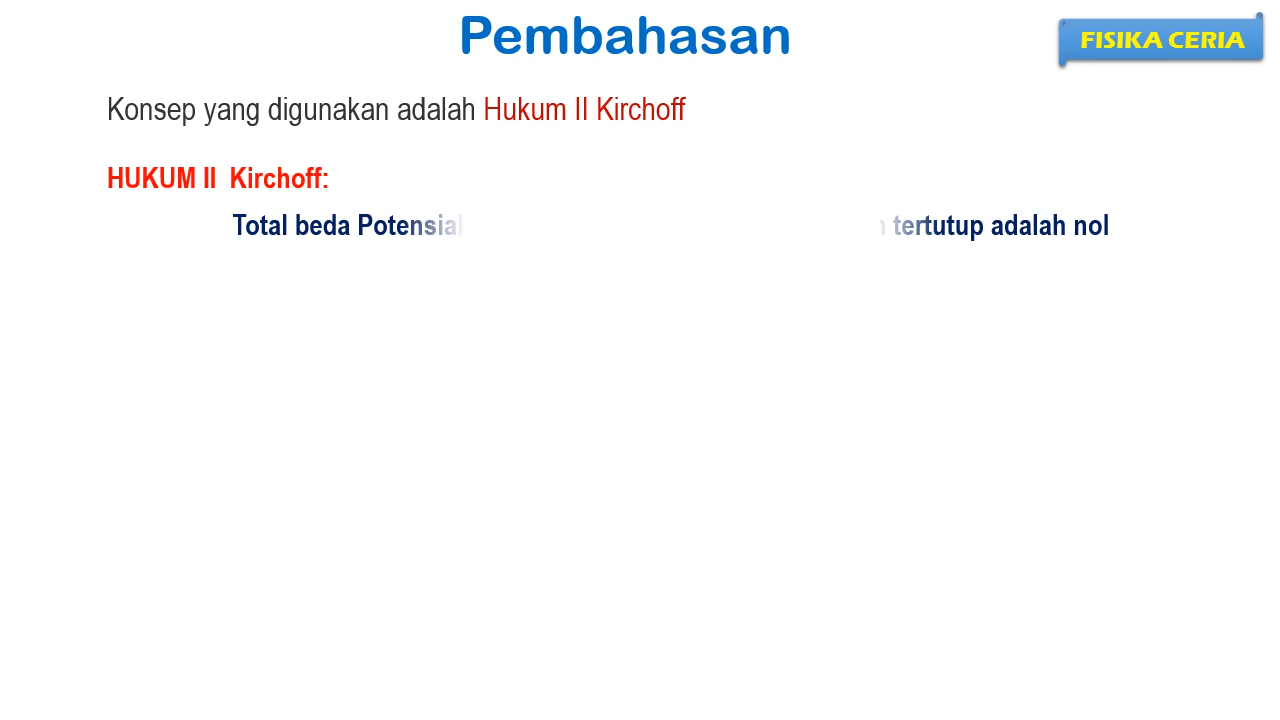 Pembahasan
FISIKA CERIA
Konsep yang digunakan adalah Hukum II Kirchoff
HUKUM II Kirchoff:
Total beda Potensial tertutup adalah nol